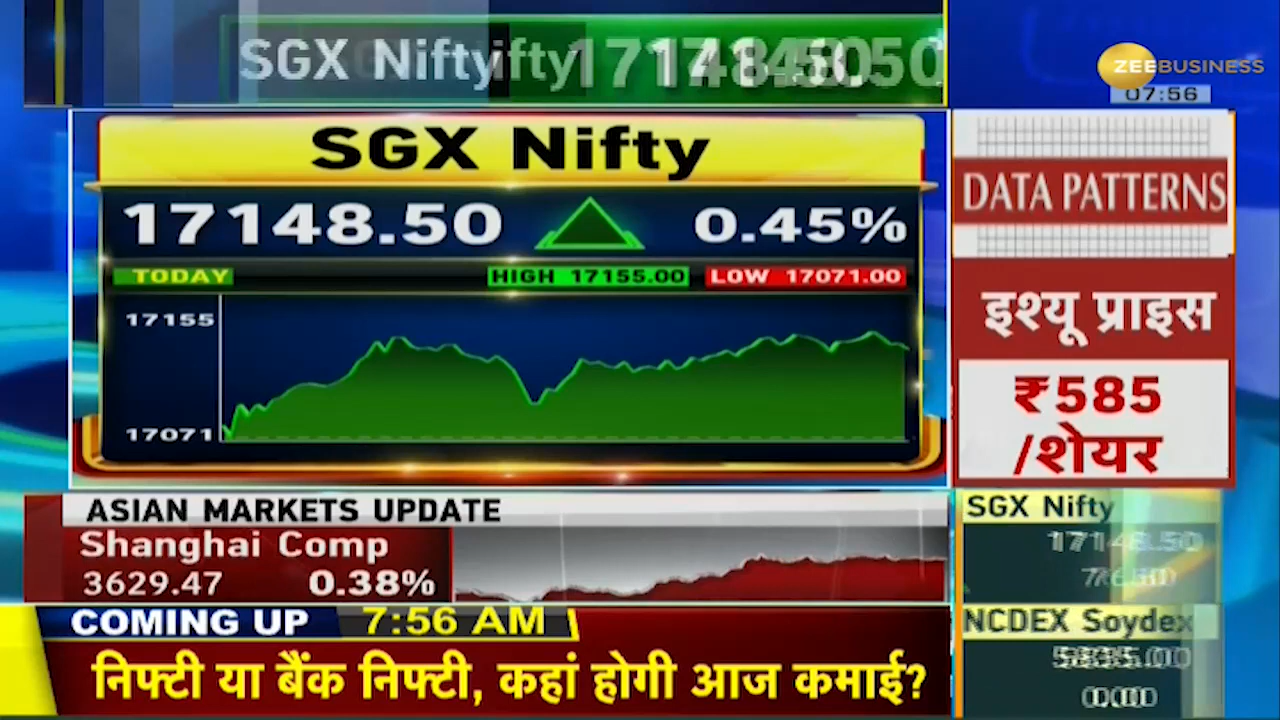 SGX Nifty
ZEEBUSINESS
07:56
SGX Nifty
17148.50 0.45%
TODAY HIGH 17155.00 LOW 17071.00
17155
17071
DATA PATTERNS
इश्यू प्राइस
₹585
/शेयर
ASIAN MARKETS UPDATE
Shanghai Comp
3629.47 0.38%
SGX Nifty
17148.50
NCDEX Soydex
COMING UP 7:56 AM
निफ्टी या बैंक निफ्टी, कहां होगी आज कमाई?